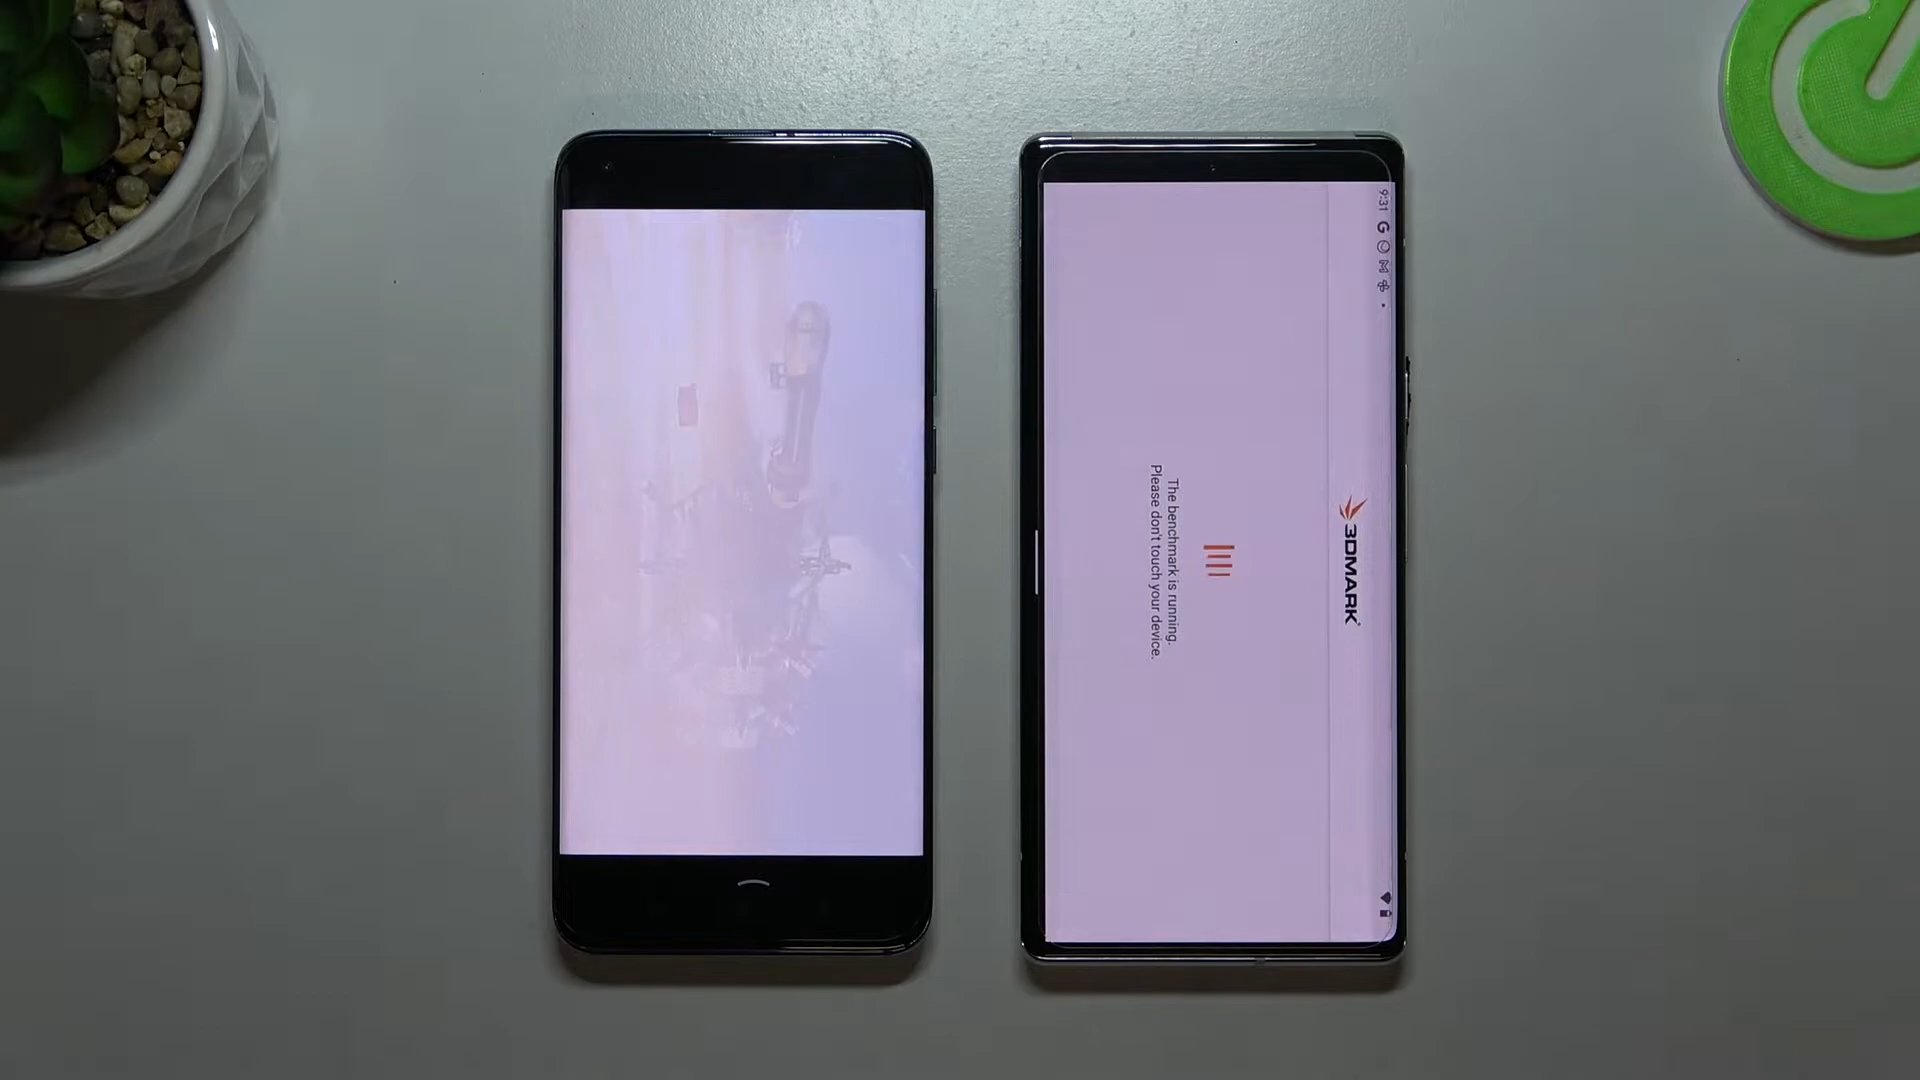 9:31 G
3DMARK
The benchmark is running.
Please don't touch your device.